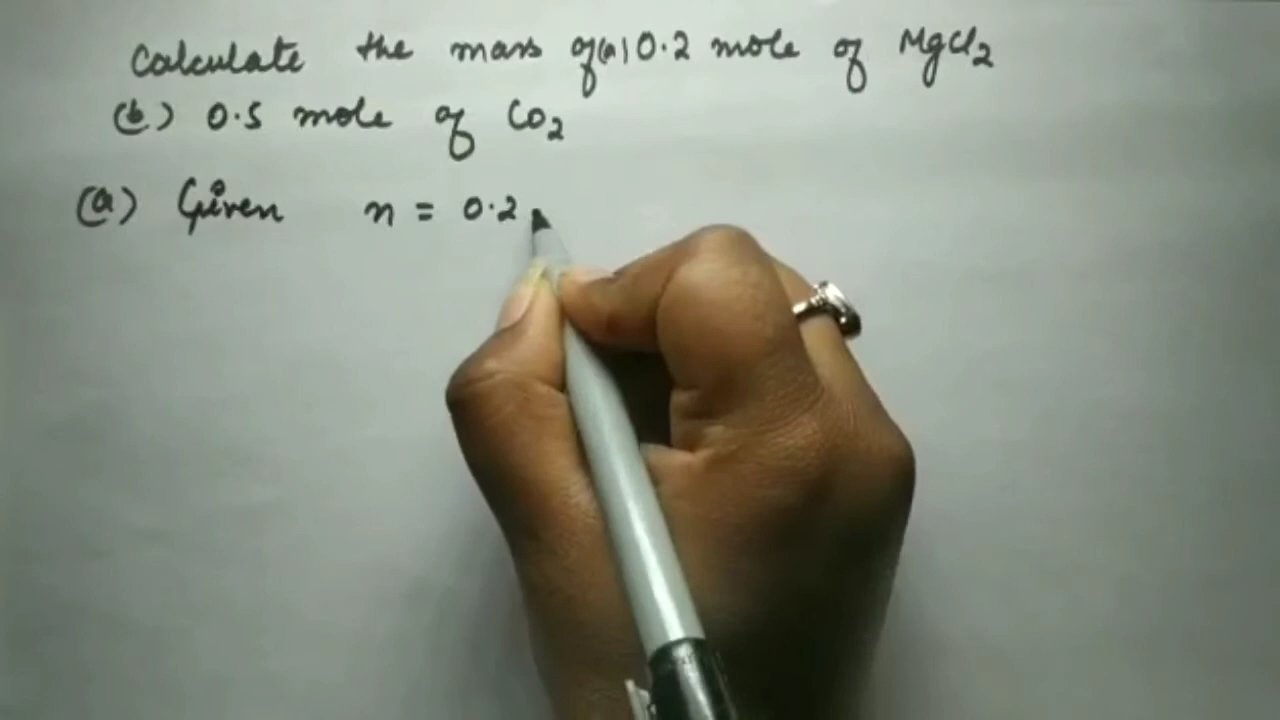 Calculate the mass of (a) 0.2 mole of MgCl2
(b) 0.5 mole of CO2
(a) Given n = 0.2